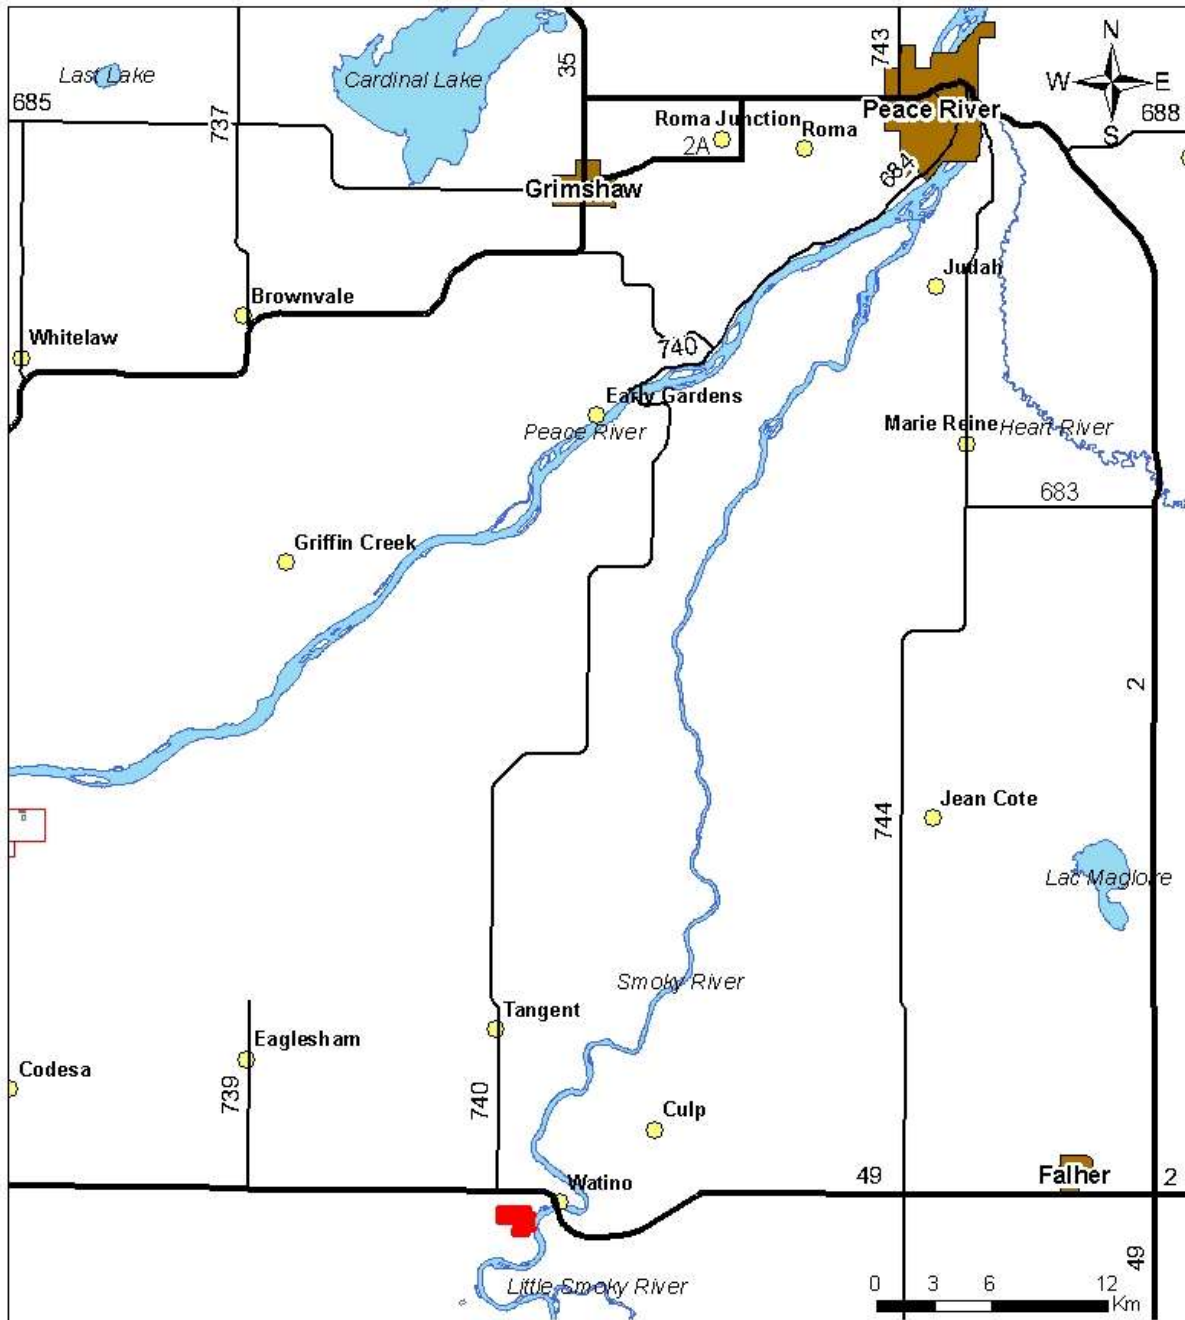 N
W
E
S
Last Lake
Cardinal Lake
35
743
685
737
Peace River
688
Roma Junction
Roma
2A
684
Grimshaw
Judah
Brownvale
Whitelaw
740
Early Gardens
Peace River
Marie Reine
Heart River
683
Griffin Creek
2
Jean Cote
744
Lac Magloire
Smoky River
Tangent
Eaglesham
Codesa
739
740
Culp
Watino
49
Falher
2
49
Little Smoky River
0 3 6 12
Km